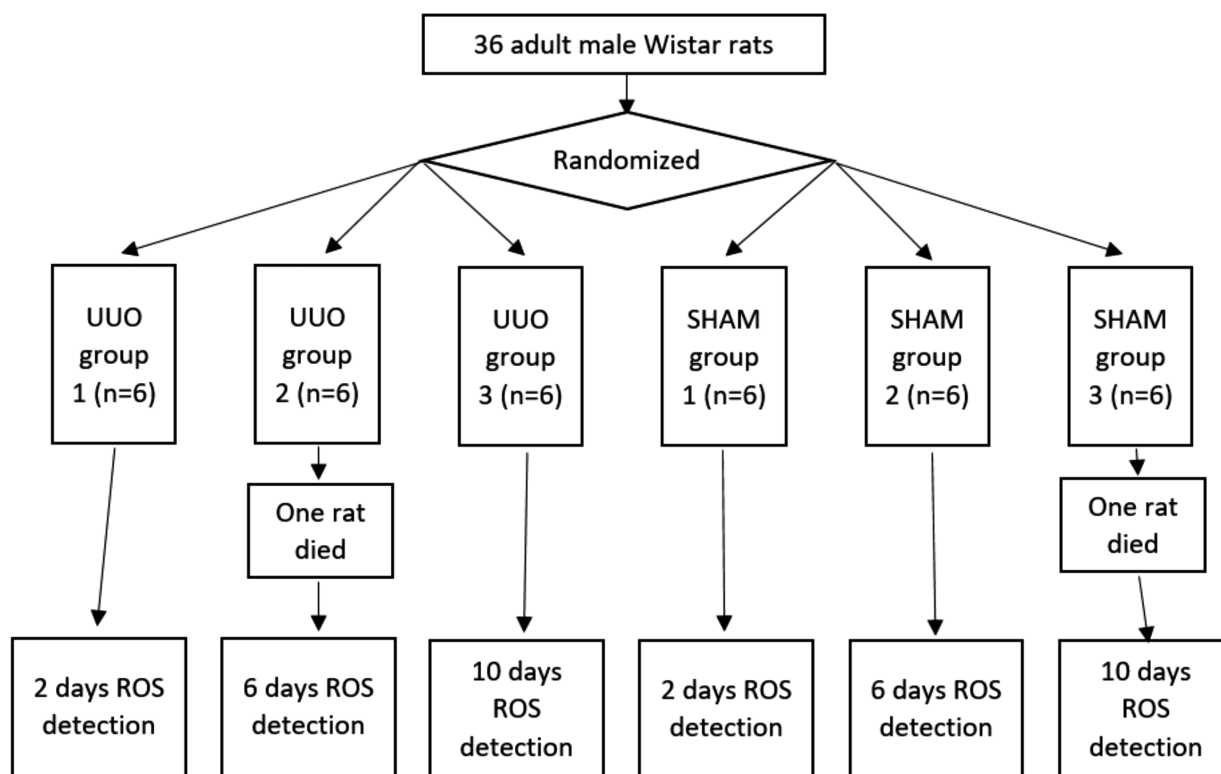 36 adult male Wistar rats
Randomized
UUO
group
1 (n=6)
UUO
group
2 (n=6)
UUO
group
3 (n=6)
SHAM
group
1 (n=6)
SHAM
group
2 (n=6)
SHAM
group
3 (n=6)
One rat
died
One rat
died
2 days ROS
detection
6 days ROS
detection
10 days
ROS
detection
2 days ROS
detection
6 days ROS
detection
10 days
ROS
detection